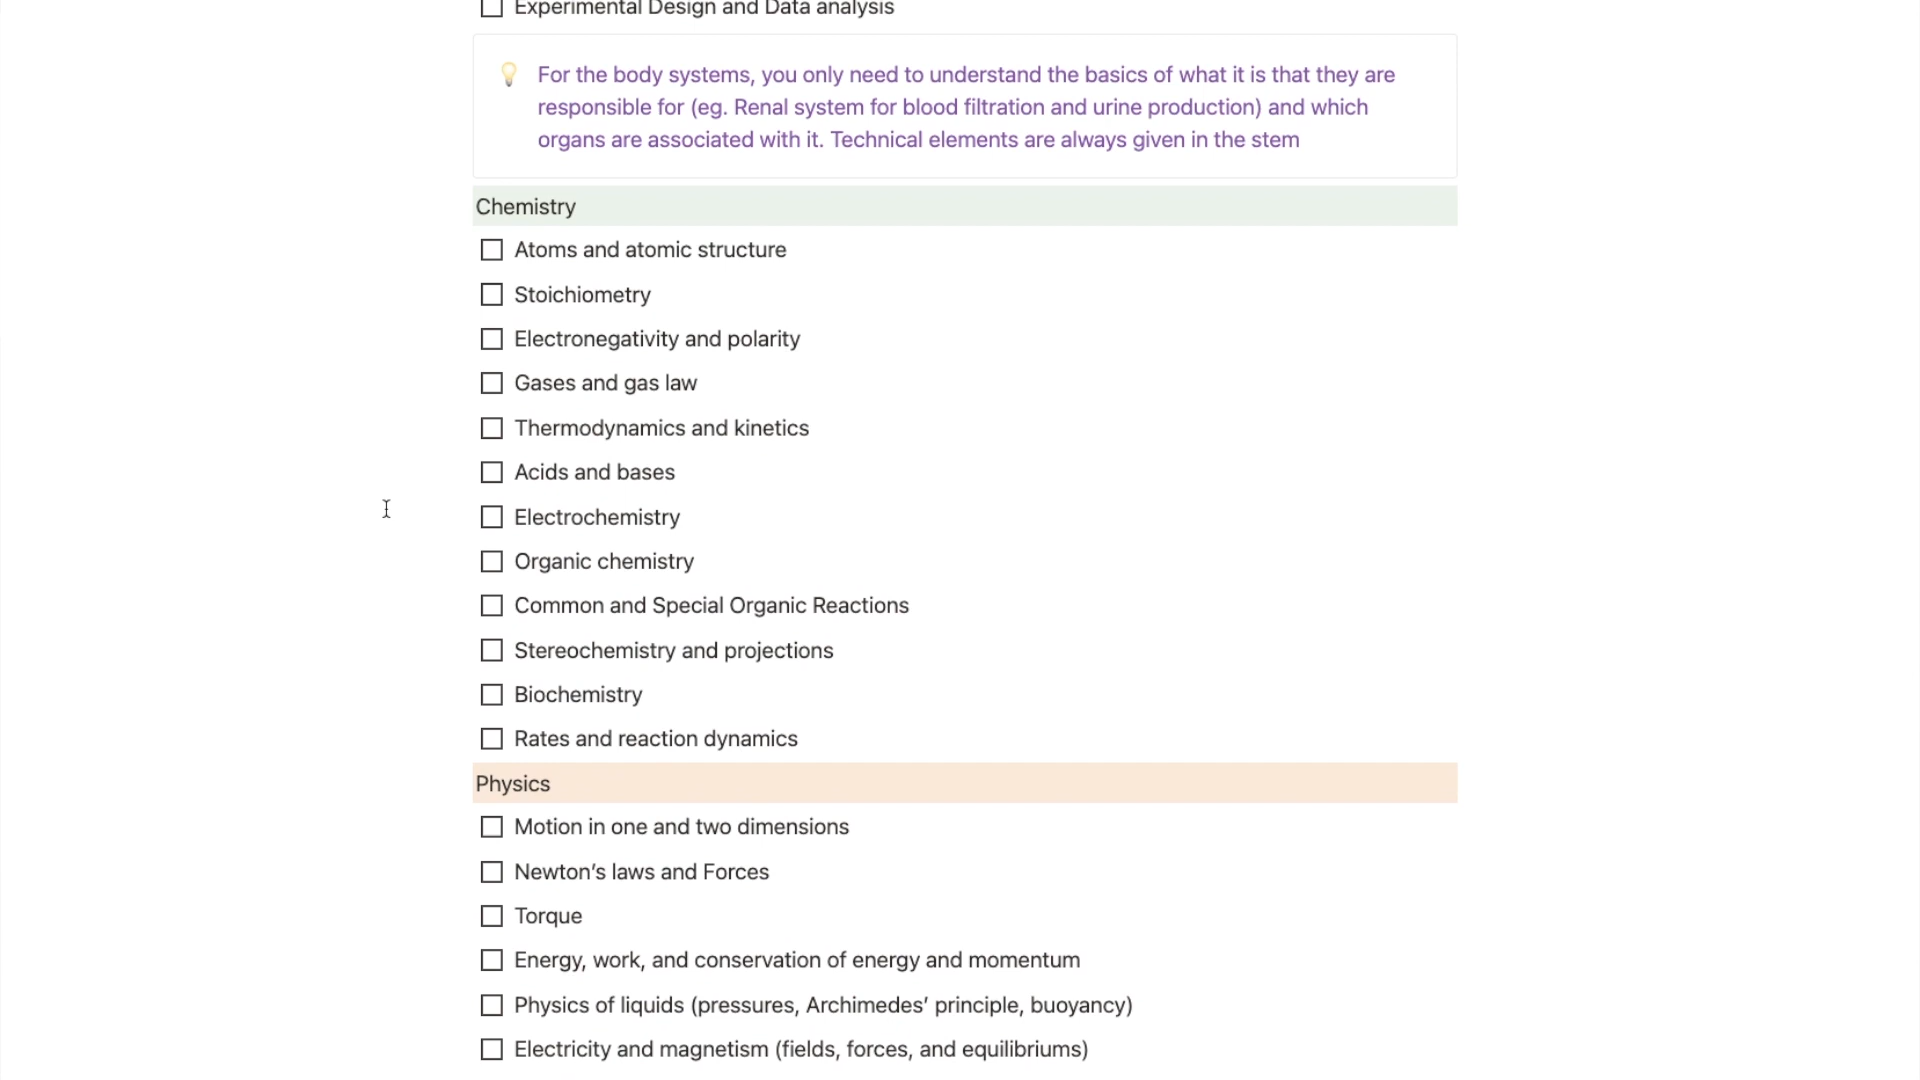 Experimental Design and Data analysis
For the body systems, you only need to understand the basics of what it is that they are
responsible for (eg. Renal system for blood filtration and urine production) and which
organs are associated with it. Technical elements are always given in the stem
Chemistry
Atoms and atomic structure
Stoichiometry
Electronegativity and polarity
Gases and gas law
Thermodynamics and kinetics
Acids and bases
Electrochemistry
Organic chemistry
Common and Special Organic Reactions
Stereochemistry and projections
Biochemistry
Rates and reaction dynamics
Physics
Motion in one and two dimensions
Newton’s laws and Forces
Torque
Energy, work, and conservation of energy and momentum
Physics of liquids (pressures, Archimedes’ principle, buoyancy)
Electricity and magnetism (fields, forces, and equilibriums)